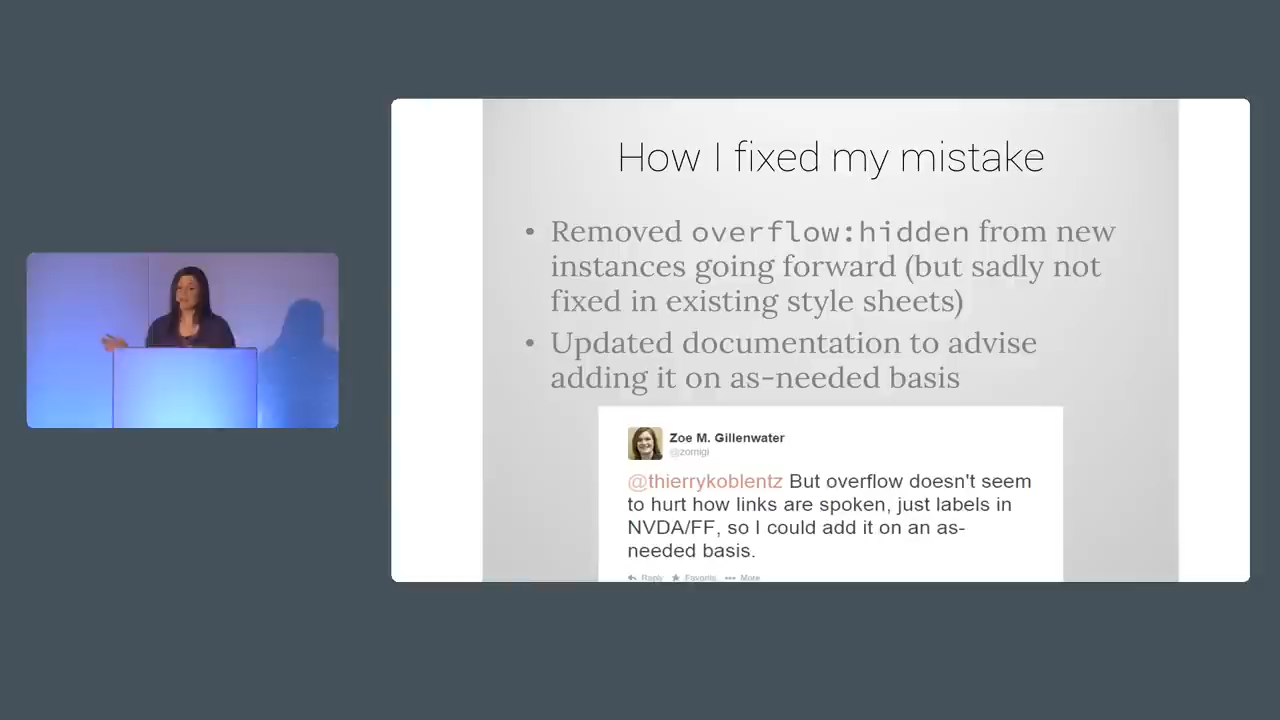 How I fixed my mistake
• Removed overflow:hidden from new
instances going forward (but sadly not
fixed in existing style sheets)
• Updated documentation to advise
adding it on as-needed basis
Zoe M. Gillenwater
@zomigi
@thierrykoblentz But overflow doesn't seem
to hurt how links are spoken, just labels in
NVDA/FF, so I could add it on an as-
needed basis.
Reply Favorite More